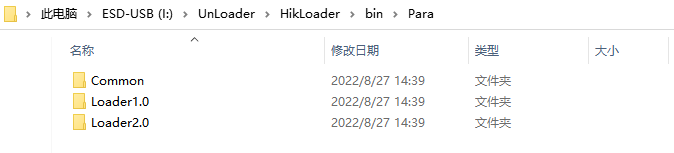 此电脑 > ESD-USB (I:) > UnLoader > HikLoader > bin > Para
名称 修改日期 类型 大小
Common 2022/8/27 14:39 文件夹
Loader1.0 2022/8/27 14:39 文件夹
Loader2.0 2022/8/27 14:39 文件夹